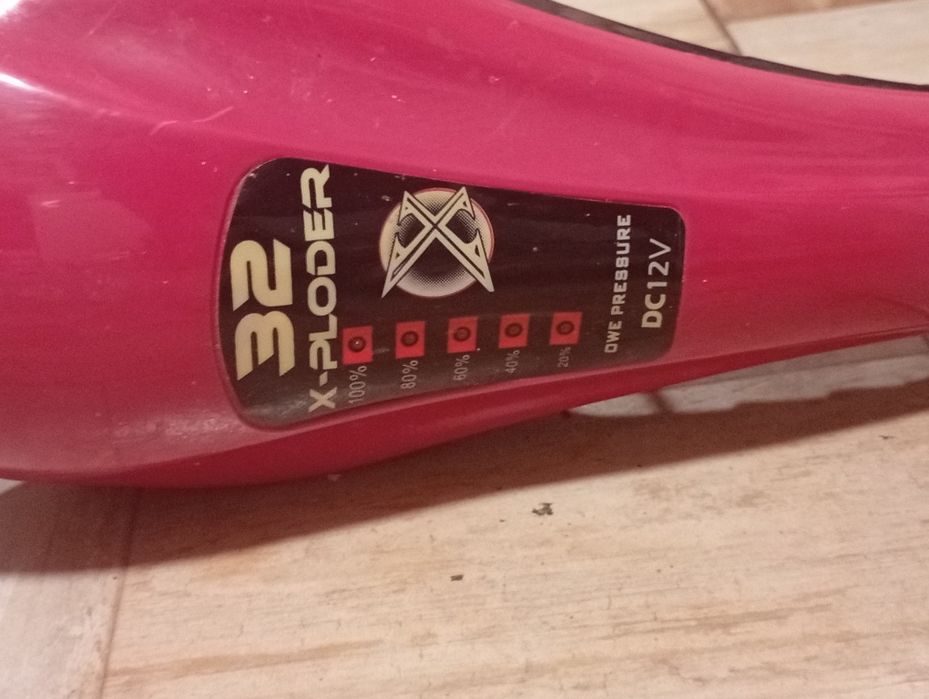 32
X-PLODER
X
100%
80%
60%
40%
20%
OWE PRESSURE
DC12V